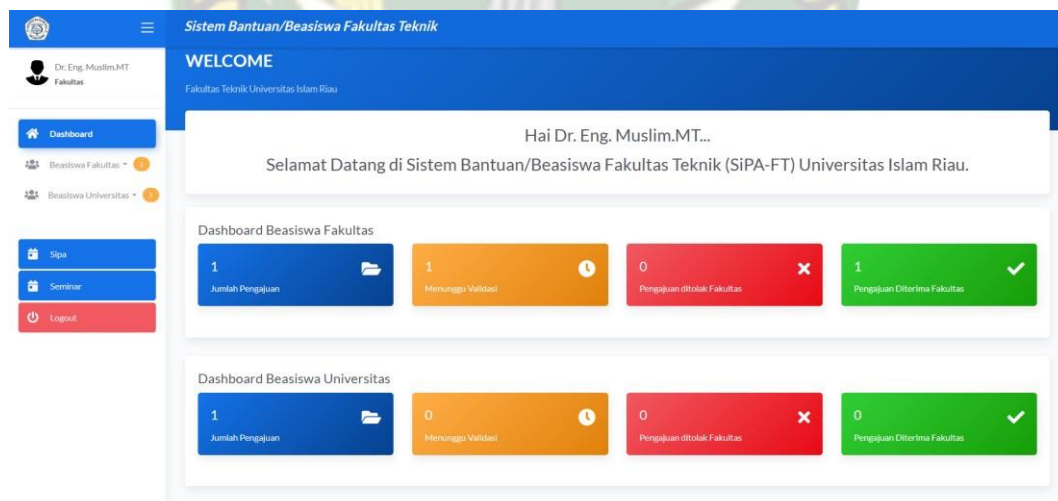 Sistem Bantuan/Beasiswa Fakultas Teknik
Dr. Eng. Muslim.MT
Fakultas
Dashboard
Beasiswa Fakultas
Beasiswa Universitas
Sipa
Seminar
Logout
WELCOME
Fakultas Teknik Universitas Islam Riau
Hai Dr. Eng. Muslim.MT...
Selamat Datang di Sistem Bantuan/Beasiswa Fakultas Teknik (SiPA-FT) Universitas Islam Riau.
Dashboard Beasiswa Fakultas
1
Jumlah Pengajuan
1
Menunggu Validasi
0
Pengajuan ditolak Fakultas
1
Pengajuan Diterima Fakultas
Dashboard Beasiswa Universitas
1
Jumlah Pengajuan
0
Menunggu Validasi
0
Pengajuan ditolak Fakultas
0
Pengajuan Diterima Fakultas